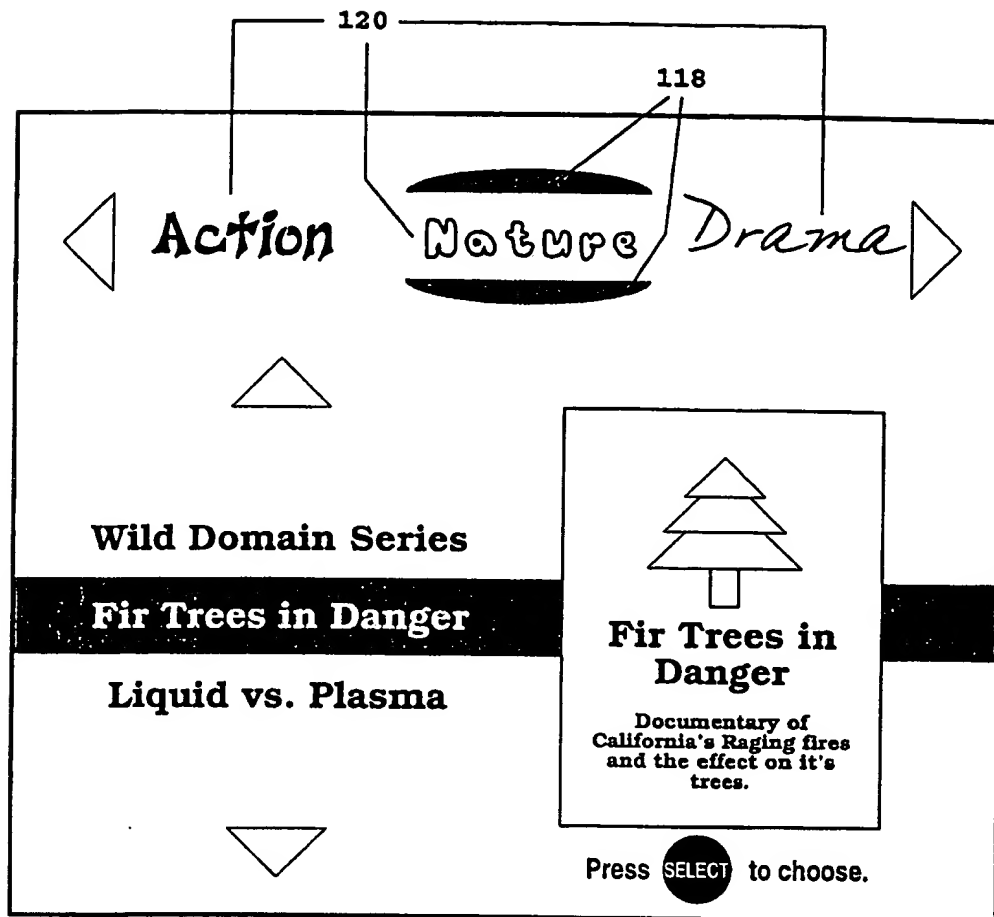 120
118
Action Nature Drama
Wild Domain Series
Fir Trees in Danger
Liquid vs. Plasma
Fir Trees in
Danger
Documentary of
California's Raging fires
and the effect on it's
trees.
Press SELECT to choose.